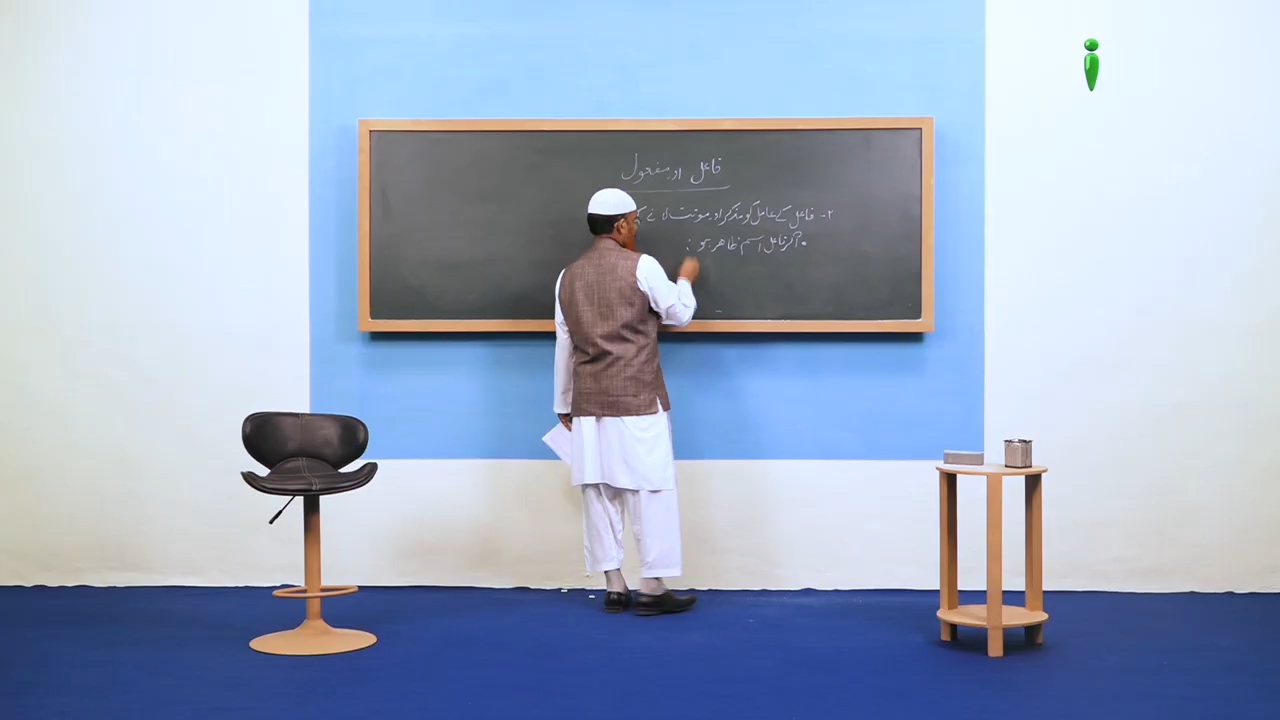 فاعل اور مفعول
۲- فاعل کے عامل کو مذکر اور مونث لانے
• اگر فاعل اسم ظاہر ہو :